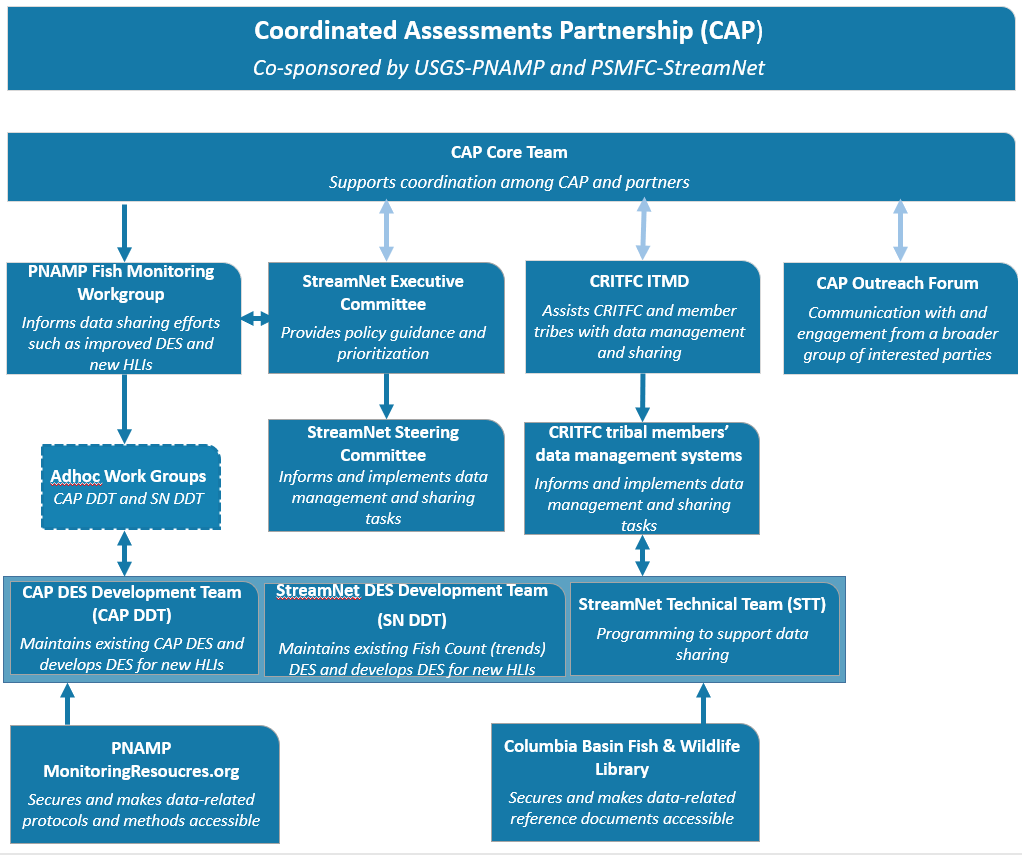 Coordinated Assessments Partnership (CAP)
Co-sponsored by USGS-PNAMP and PSMFC-StreamNet
CAP Core Team
Supports coordination among CAP and partners
PNAMP Fish Monitoring
Workgroup
Informs data sharing efforts
such as improved DES and
new HLIs
StreamNet Executive
Committee
Provides policy guidance and
prioritization
CRITFC ITMD
Assists CRITFC and member
tribes with data management
and sharing
CAP Outreach Forum
Communication with and
engagement from a broader
group of interested parties
Adhoc Work Groups
CAP DDT and SN DDT
StreamNet Steering
Committee
Informs and implements data
management and sharing
tasks
CRITFC tribal members’
data management systems
Informs and implements data
management and sharing
tasks
CAP DES Development Team
(CAP DDT)
Maintains existing CAP DES and
develops DES for new HLIs
StreamNet DES Development Team
(SN DDT)
Maintains existing Fish Count (trends)
DES and develops DES for new HLIs
StreamNet Technical Team (STT)
Programming to support data
sharing
PNAMP
MonitoringResoucres.org
Secures and makes data-related
protocols and methods accessible
Columbia Basin Fish & Wildlife
Library
Secures and makes data-related
reference documents accessible